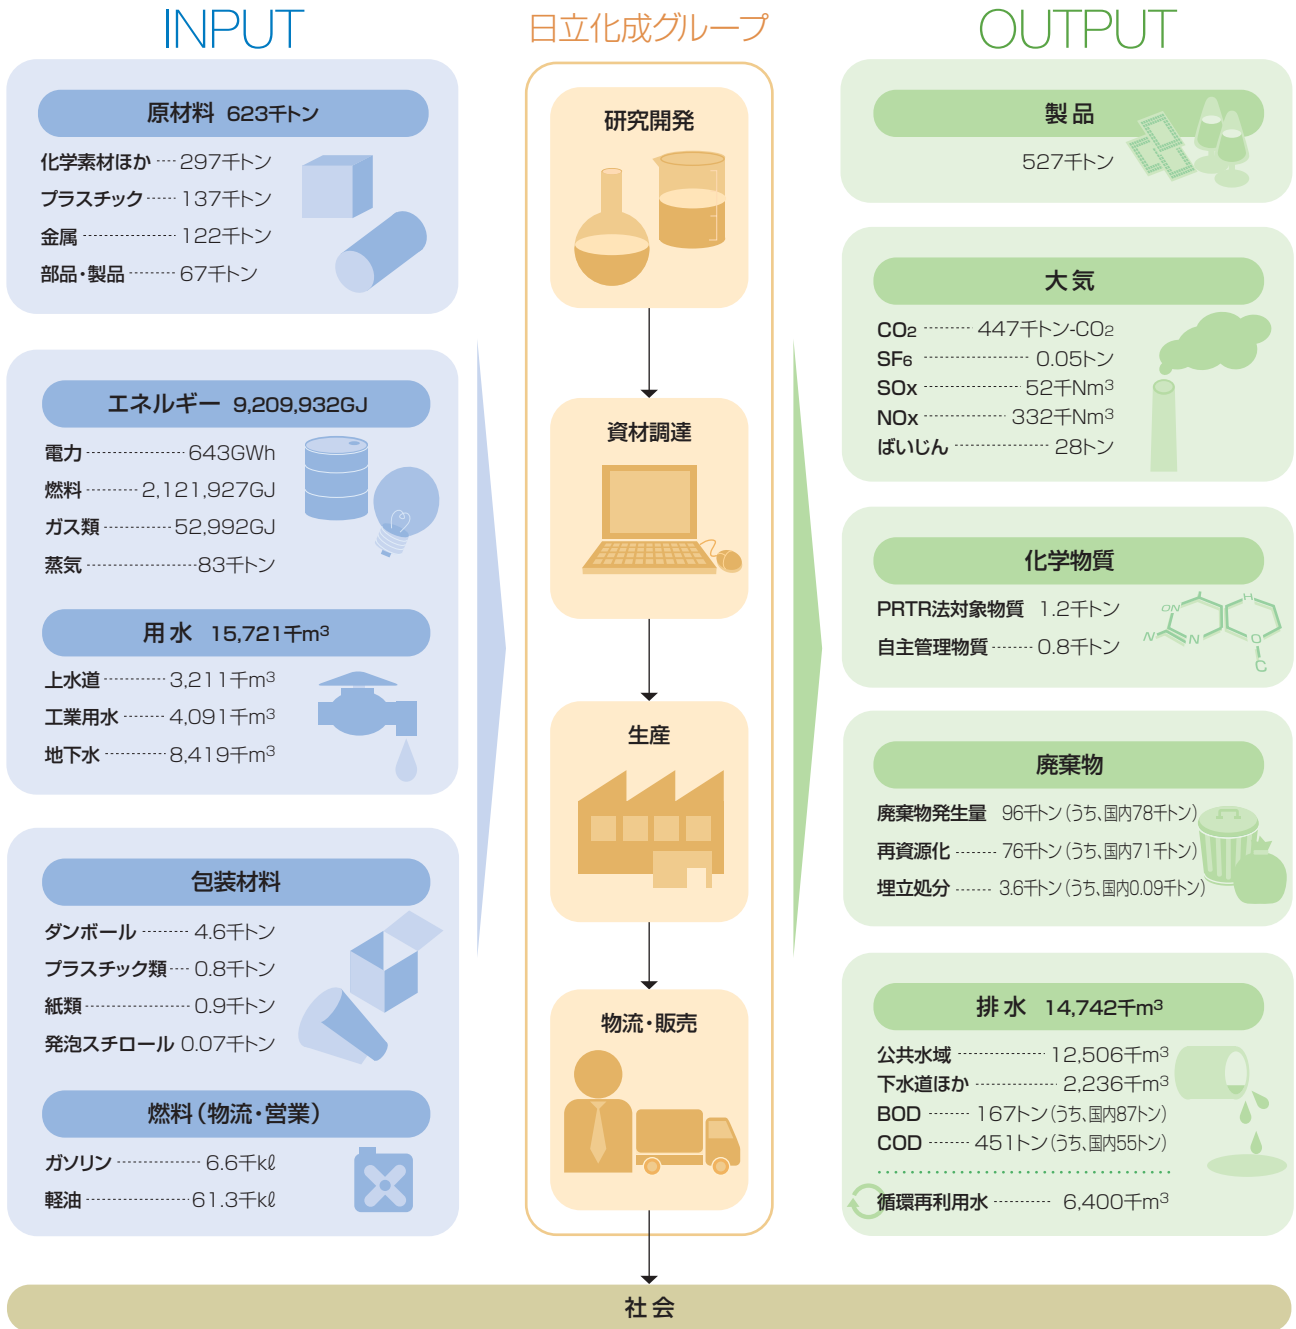 INPUT
原材料 623千トン
化学素材ほか 297千トン
プラスチック 137千トン
金属 122千トン
部品・製品 67千トン
エネルギー 9,209,932GJ
電力 643GWh
燃料 2,121,927GJ
ガス類 52,992GJ
蒸気 83千トン
用水 15,721千m³
上水道 3,211千m³
工業用水 4,091千m³
地下水 8,419千m³
包装材料
ダンボール 4.6千トン
プラスチック類 0.8千トン
紙類 0.9千トン
発泡スチロール 0.07千トン
燃料(物流・営業)
ガソリン 6.6千kℓ
軽油 61.3千kℓ
日立化成グループ
研究開発
資材調達
生産
物流・販売
OUTPUT
製品
527千トン
大気
CO₂ 447千トン-CO₂
SF₆ 0.05トン
SOx 52千Nm³
NOx 332千Nm³
ばいじん 28トン
化学物質
PRTR法対象物質 1.2千トン
自主管理物質 0.8千トン
ON
N
N
H
O
C
廃棄物
廃棄物発生量 96千トン(うち、国内78千トン)
再資源化 76千トン(うち、国内71千トン)
埋立処分 3.6千トン(うち、国内0.09千トン)
排水 14,742千m³
公共水域 12,506千m³
下水道ほか 2,236千m³
BOD 167トン(うち、国内87トン)
COD 451トン(うち、国内55トン)
循環再利用水 6,400千m³
社会